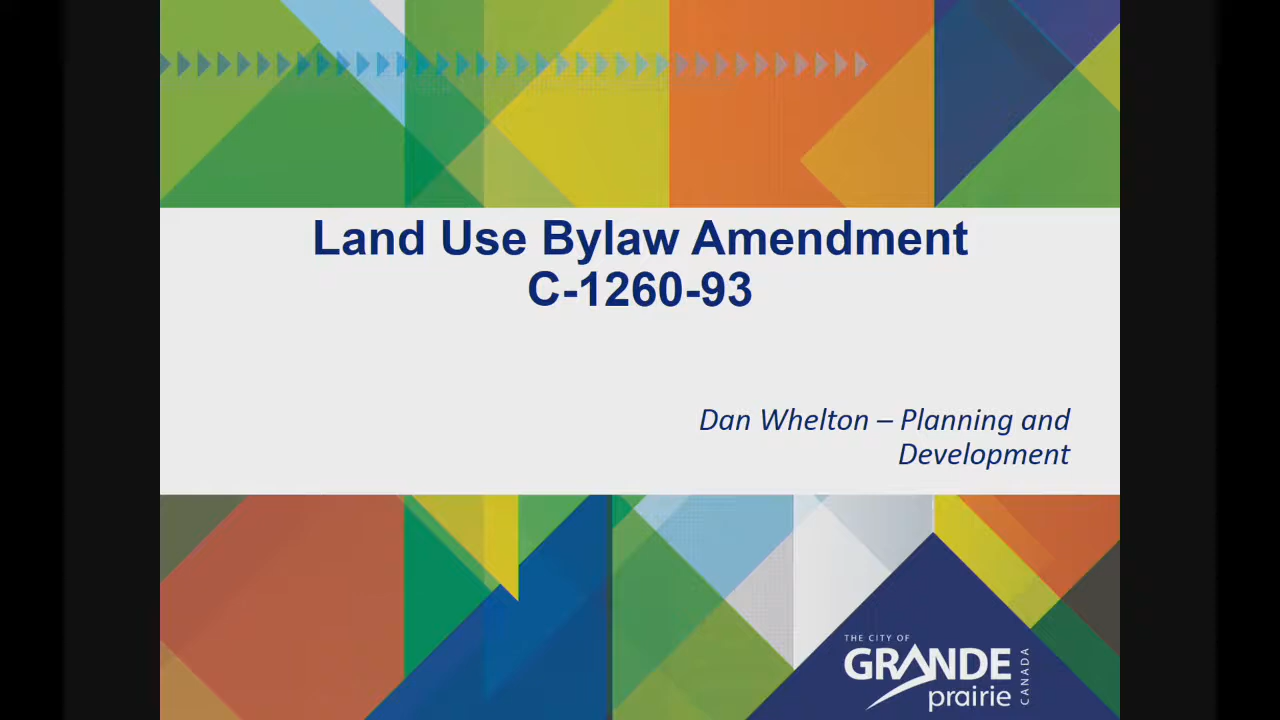 Land Use Bylaw Amendment
C-1260-93
Dan Whelton – Planning and
Development
THE CITY OF
GRANDE
prairie
CANADA